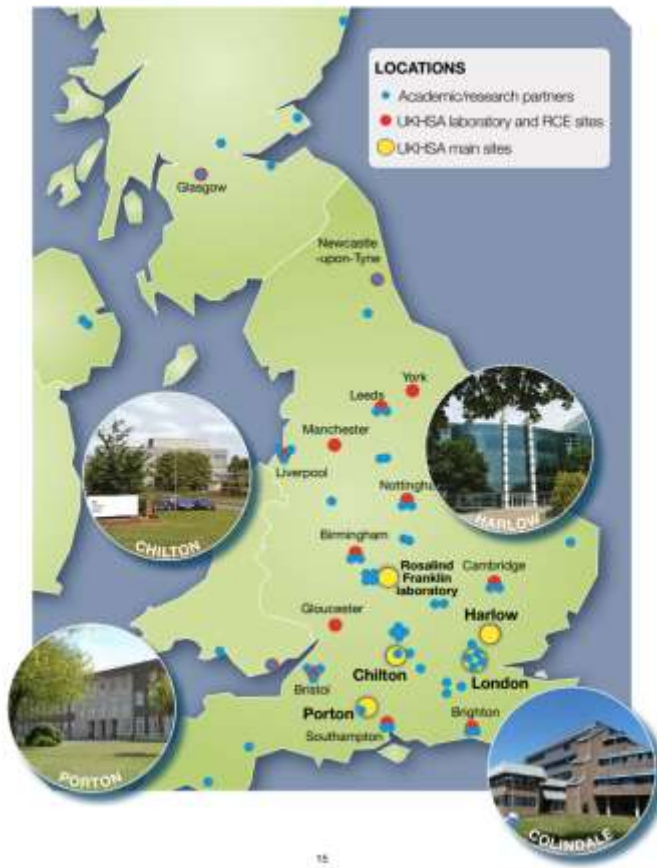 LOCATIONS
Academic/research partners
UKHSA laboratory and RCE sites
UKHSA main sites
Glasgow
Newcastle
-upon-Tyne
York
Leeds
Manchester
Liverpool
CHILTON
HARLOW
Birmingham
Rosalind
Franklin
laboratory
Cambridge
Gloucester
Harlow
Chilton
London
Bristol
Porton
Brighton
Southampton
PORTON
COLINDALE
15